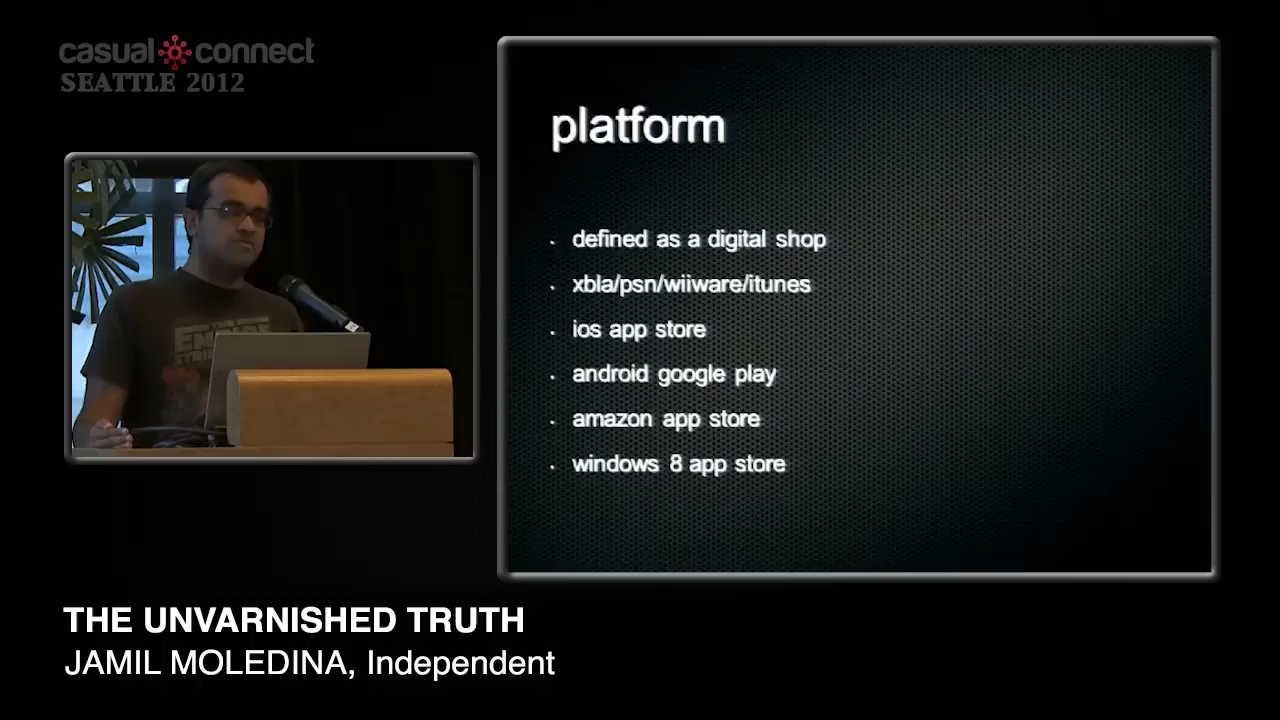 casual connect
SEATTLE 2012
platform
defined as a digital shop
xbla/psn/wiiware/itunes
ios app store
android google play
amazon app store
windows 8 app store
THE UNVARNISHED TRUTH
JAMIL MOLEDINA, Independent